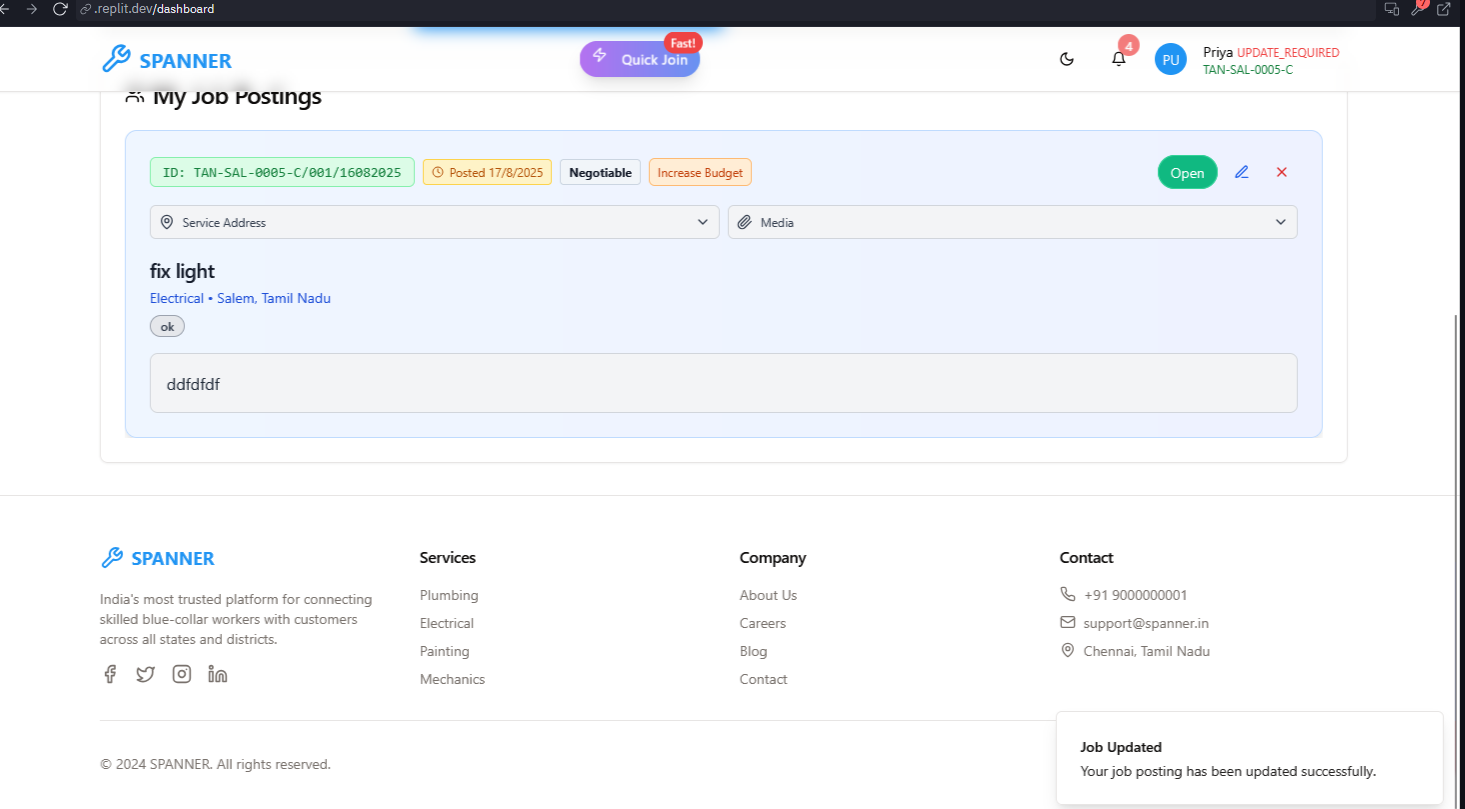 .replit.dev/dashboard
7
SPANNER
Quick Join
Fast!
4
PU
Priya UPDATE_REQUIRED
TAN-SAL-0005-C
My Job Postings
ID: TAN-SAL-0005-C/001/16082025
Posted 17/8/2025
Negotiable
Increase Budget
Open
Service Address
Media
fix light
Electrical • Salem, Tamil Nadu
ok
ddfdfdf
SPANNER
India's most trusted platform for connecting
skilled blue-collar workers with customers
across all states and districts.
Services
Plumbing
Electrical
Painting
Mechanics
Company
About Us
Careers
Blog
Contact
Contact
+91 9000000001
support@spanner.in
Chennai, Tamil Nadu
© 2024 SPANNER. All rights reserved.
Job Updated
Your job posting has been updated successfully.